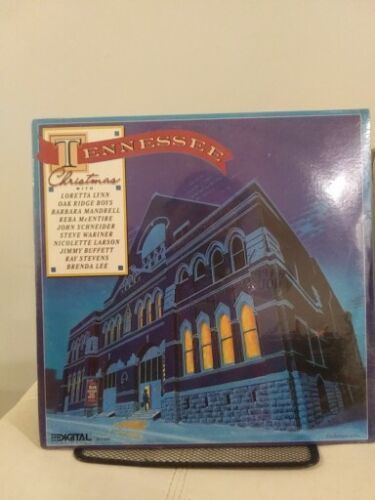 TENNESSEE
Christmas
WITH
LORETTA LYNN
OAK RIDGE BOYS
BARBARA MANDRELL
REBA McENTIRE
JOHN SCHNEIDER
STEVE WARINER
NICOLETTE LARSON
JIMMY BUFFETT
RAY STEVENS
BRENDA LEE
DIGITAL